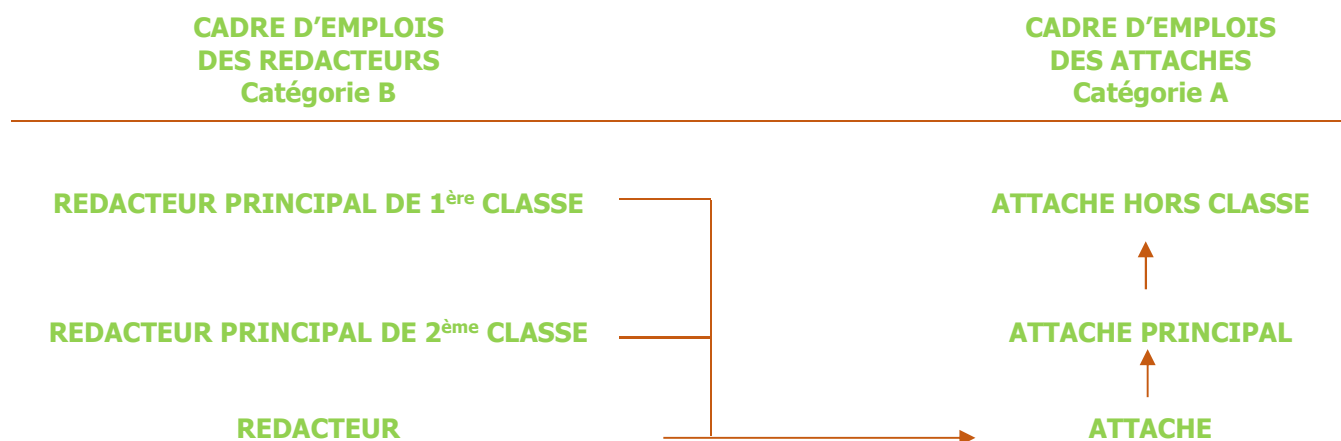 CADRE D’EMPLOIS
DES REDACTEURS
Catégorie B
CADRE D’EMPLOIS
DES ATTACHES
Catégorie A
REDACTEUR PRINCIPAL DE 1ère CLASSE
ATTACHE HORS CLASSE
REDACTEUR PRINCIPAL DE 2ème CLASSE
ATTACHE PRINCIPAL
REDACTEUR
ATTACHE